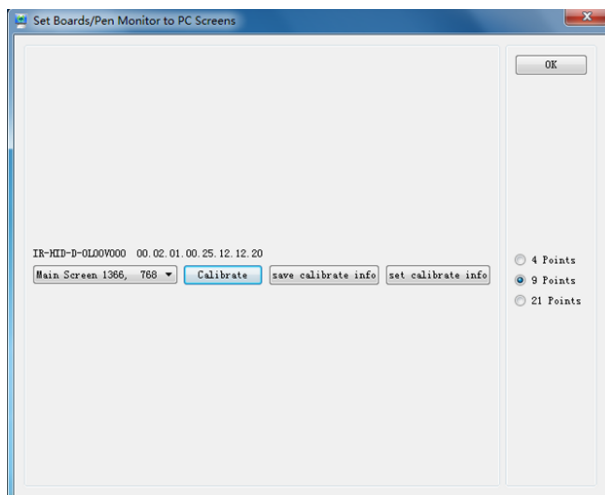 Set Boards/Pen Monitor to PC Screens
OK
IR-HID-D-0L00V000 00.02.01.00.25.12.12.20
Main Screen 1366, 768
Calibrate
save calibrate info
set calibrate info
4 Points
9 Points
21 Points